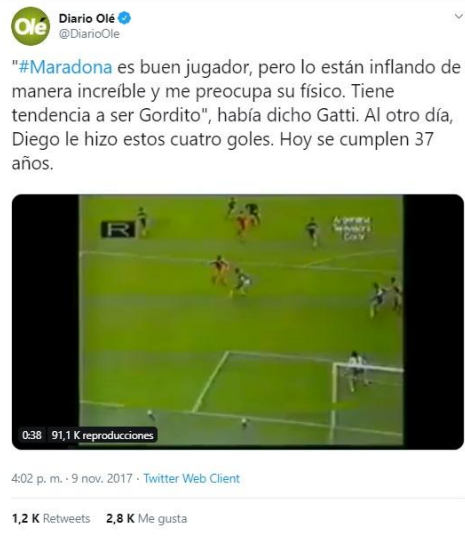 Olé
Diario Olé
@DiarioOle
"#Maradona es buen jugador, pero lo están inflando de
manera increíble y me preocupa su físico. Tiene
tendencia a ser Gordito", había dicho Gatti. Al otro día,
Diego le hizo estos cuatro goles. Hoy se cumplen 37
años.
R
Argentina
Televisora
Color
0:38 91,1 K reproducciones
4:02 p. m. · 9 nov. 2017 · Twitter Web Client
1,2 K Retweets 2,8 K Me gusta